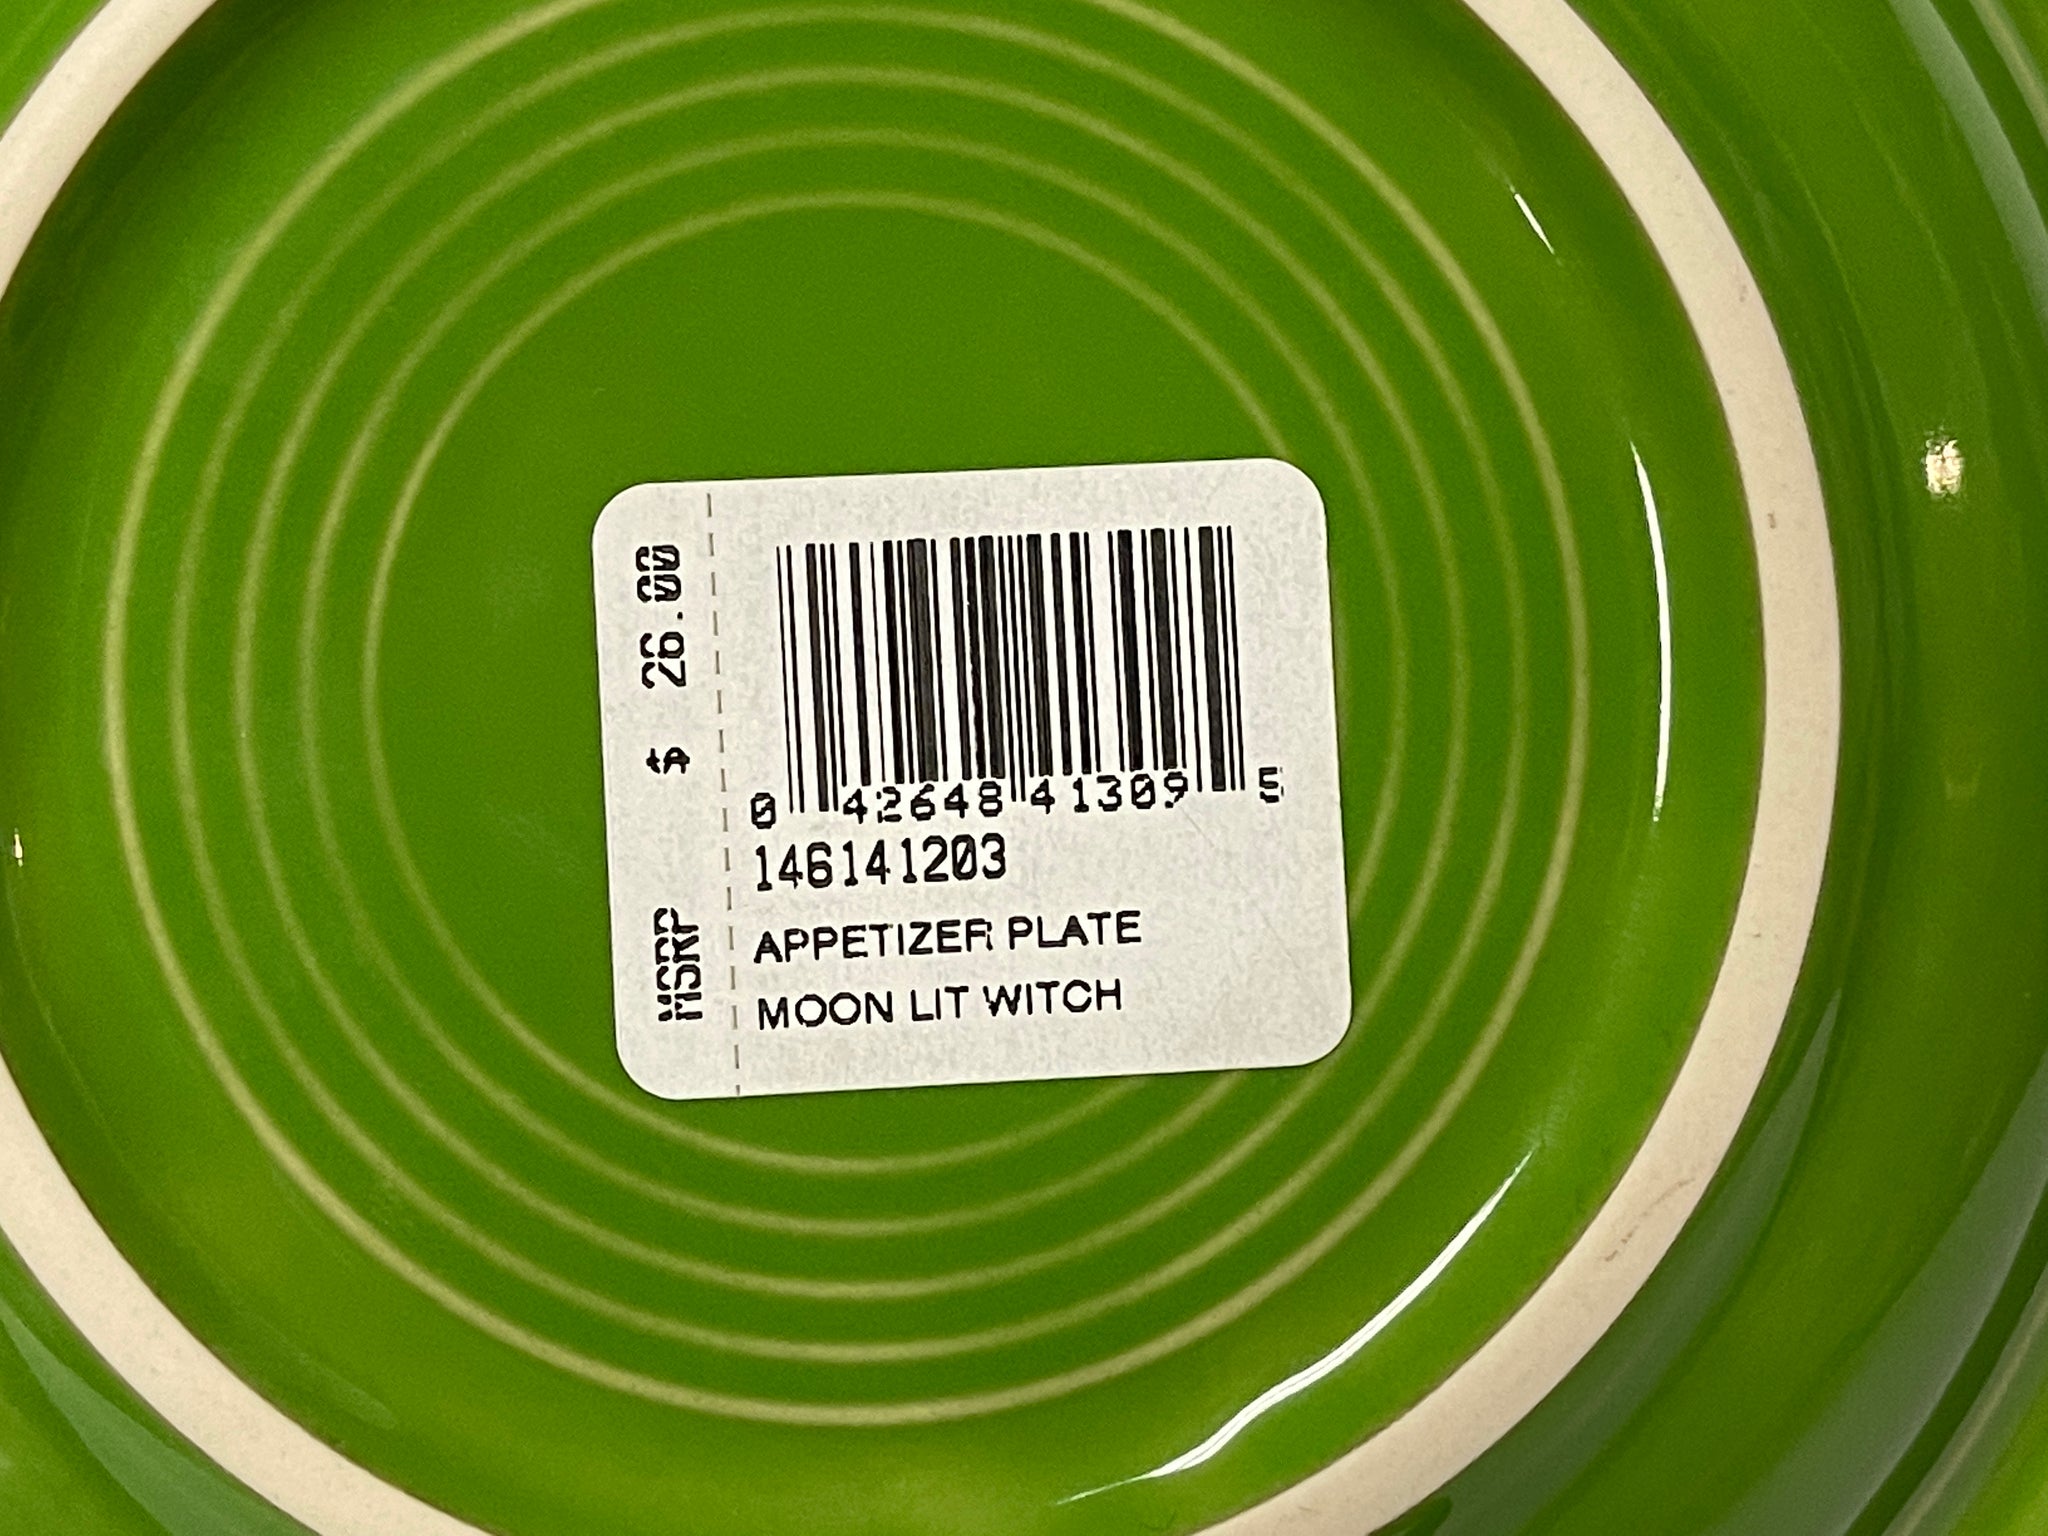 MSRP $ 26.00
0 42648 41309 5
146141203
APPETIZER PLATE
MOON LIT WITCH